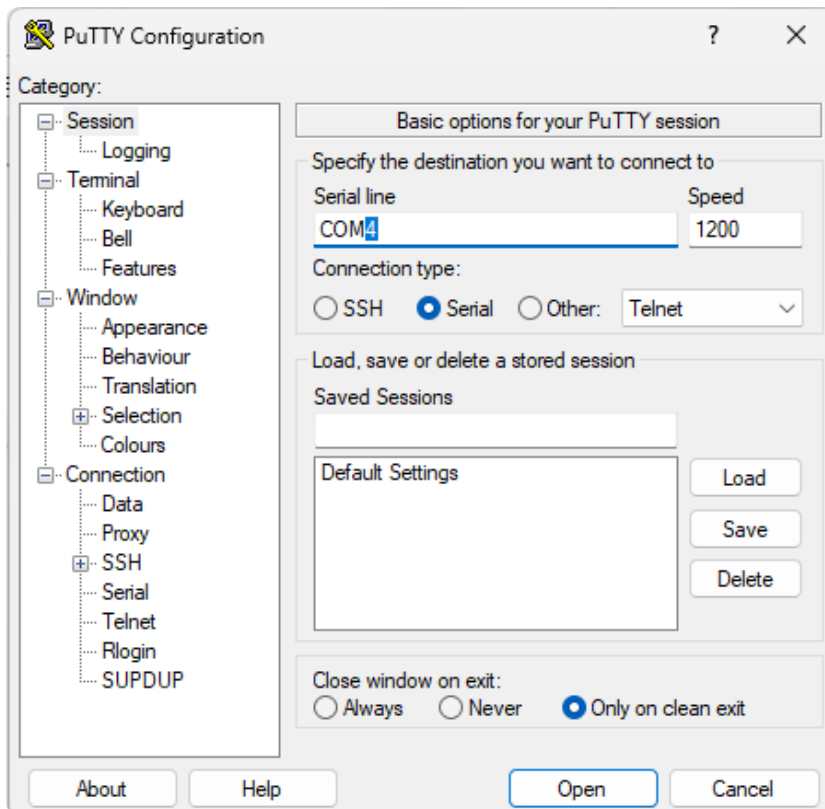 PuTTY Configuration
?
Category:
Session
Logging
Terminal
Keyboard
Bell
Features
Window
Appearance
Behaviour
Translation
Selection
Colours
Connection
Data
Proxy
SSH
Serial
Telnet
Rlogin
SUPDUP
Basic options for your PuTTY session
Specify the destination you want to connect to
Serial line Speed
COM4 1200
Connection type:
SSH Serial Other: Telnet
Load, save or delete a stored session
Saved Sessions
Default Settings
Load
Save
Delete
Close window on exit:
Always Never Only on clean exit
About Help Open Cancel